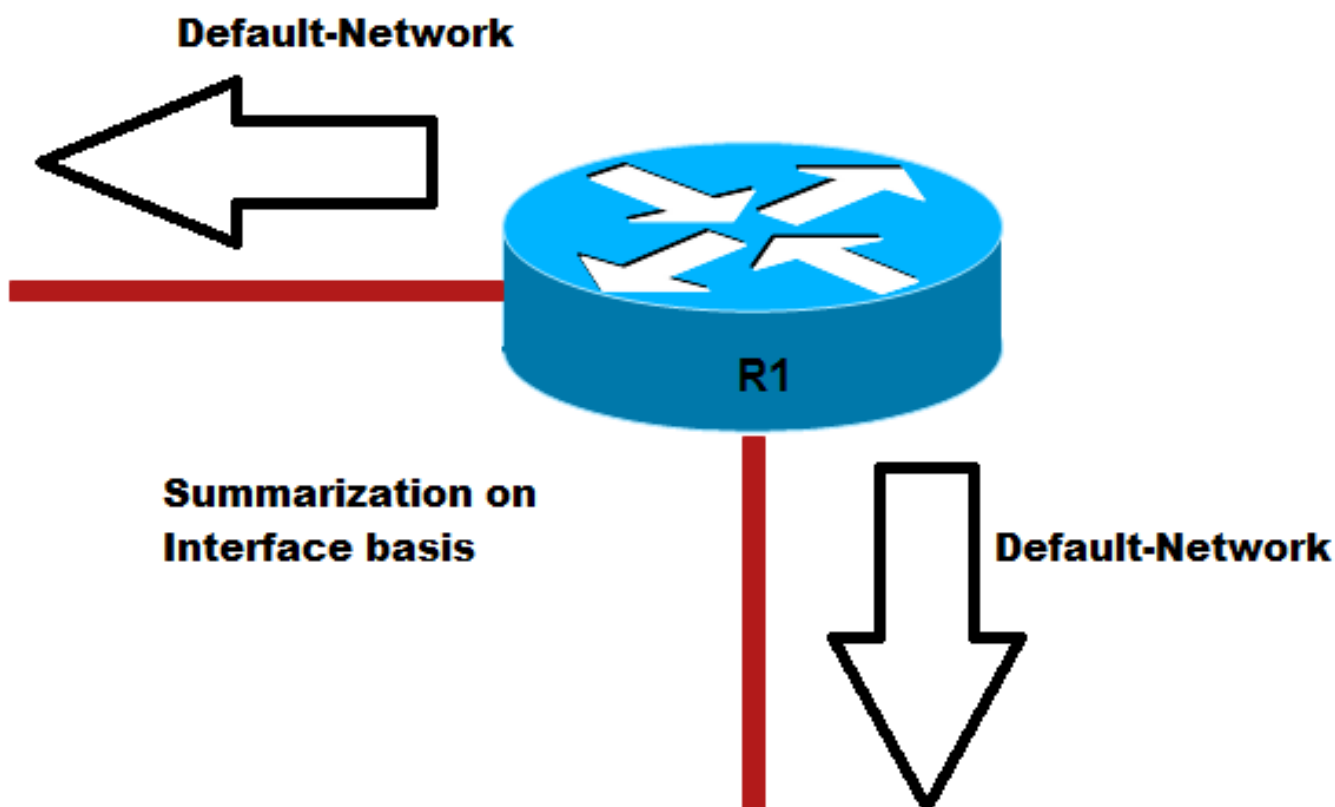 Default-Network
R1
Summarization on
Interface basis
Default-Network